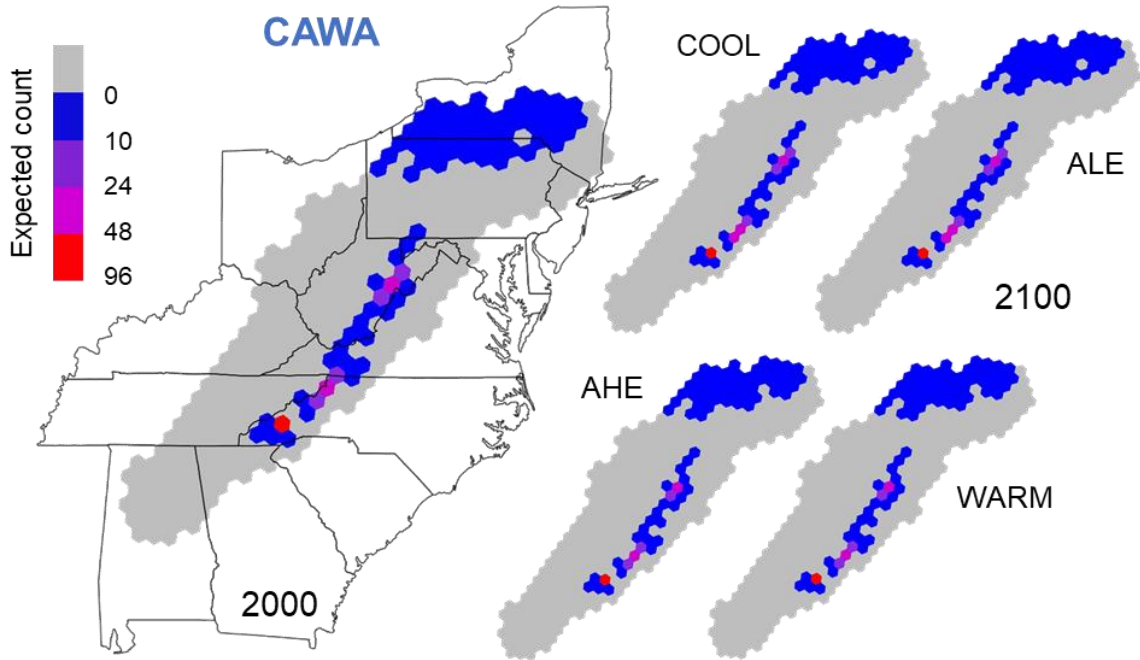 CAWA
Expected count
0
10
24
48
96
2000
COOL
ALE
2100
AHE
WARM